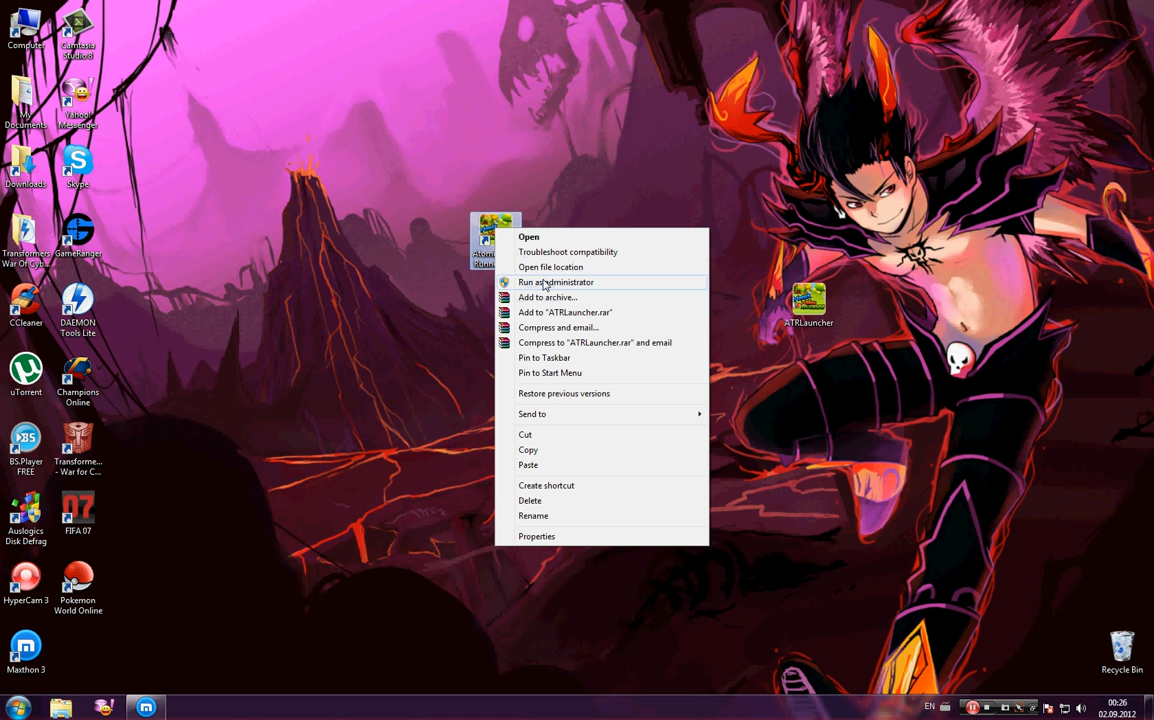 Computer
Camtasia
Studio 8
My
Documents
Yahoo!
Messenger
Downloads
Skype
Transformers
War Of Cyb...
GameRanger
CCleaner
DAEMON
Tools Lite
uTorrent
Champions
Online
BS.Player
FREE
Transforme...
- War for C...
Auslogics
Disk Defrag
07
FIFA 07
HyperCam 3
Pokemon
World Online
Maxthon 3
Open
Troubleshoot compatibility
Open file location
Run as administrator
Add to archive...
Add to "ATRLauncher.rar"
Compress and email...
Compress to "ATRLauncher.rar" and email
Pin to Taskbar
Pin to Start Menu
Restore previous versions
Send to
Cut
Copy
Paste
Create shortcut
Delete
Rename
Properties
ATRLauncher
Recycle Bin
EN
00:26
02.09.2012